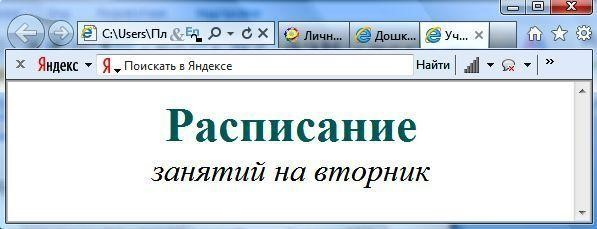 C:\Users\Пл
Личн...
Дошк...
Уч...
Яндекс
Я
Поискать в Яндексе
Найти
»
Расписание
занятий на вторник